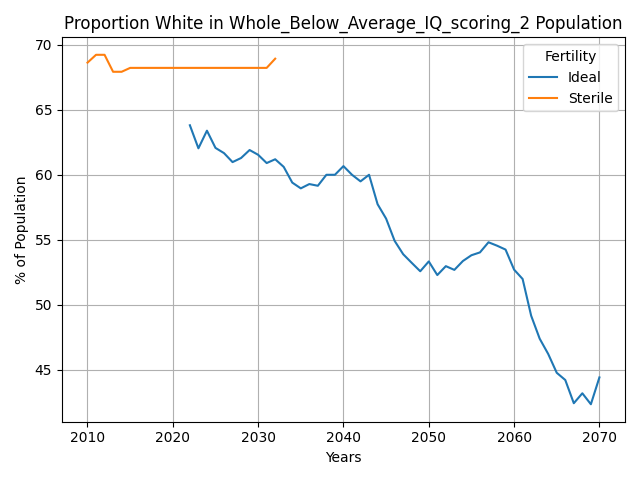 Proportion White in Whole_Below_Average_IQ_scoring_2 Population
Fertility
Ideal
Sterile
% of Population
70
65
60
55
50
45
2010 2020 2030 2040 2050 2060 2070
Years